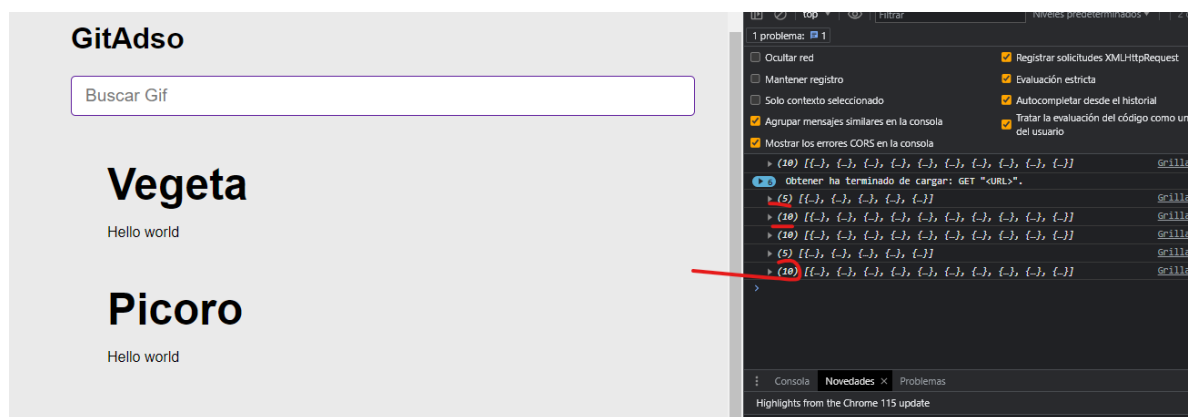 GitAdso
Buscar Gif
Vegeta
Hello world
Picoro
Hello world
top
Filtrar
Niveles predeterminados
1 problema: 1
Ocultar red
Registrar solicitudes XMLHttpRequest
Mantener registro
Evaluación estricta
Solo contexto seleccionado
Autocompletar desde el historial
Agrupar mensajes similares en la consola
Tratar la evaluación del código como un
del usuario
Mostrar los errores CORS en la consola
(10) [{…}, {…}, {…}, {…}, {…}, {…}, {…}, {…}, {…}, {…}] Grilla
6 Obtener ha terminado de cargar: GET "<URL>".
(5) [{…}, {…}, {…}, {…}, {…}] Grilla
(10) [{…}, {…}, {…}, {…}, {…}, {…}, {…}, {…}, {…}, {…}] Grilla
(10) [{…}, {…}, {…}, {…}, {…}, {…}, {…}, {…}, {…}, {…}] Grilla
(5) [{…}, {…}, {…}, {…}, {…}] Grilla
(10) [{…}, {…}, {…}, {…}, {…}, {…}, {…}, {…}, {…}, {…}] Grilla
Consola Novedades × Problemas
Highlights from the Chrome 115 update